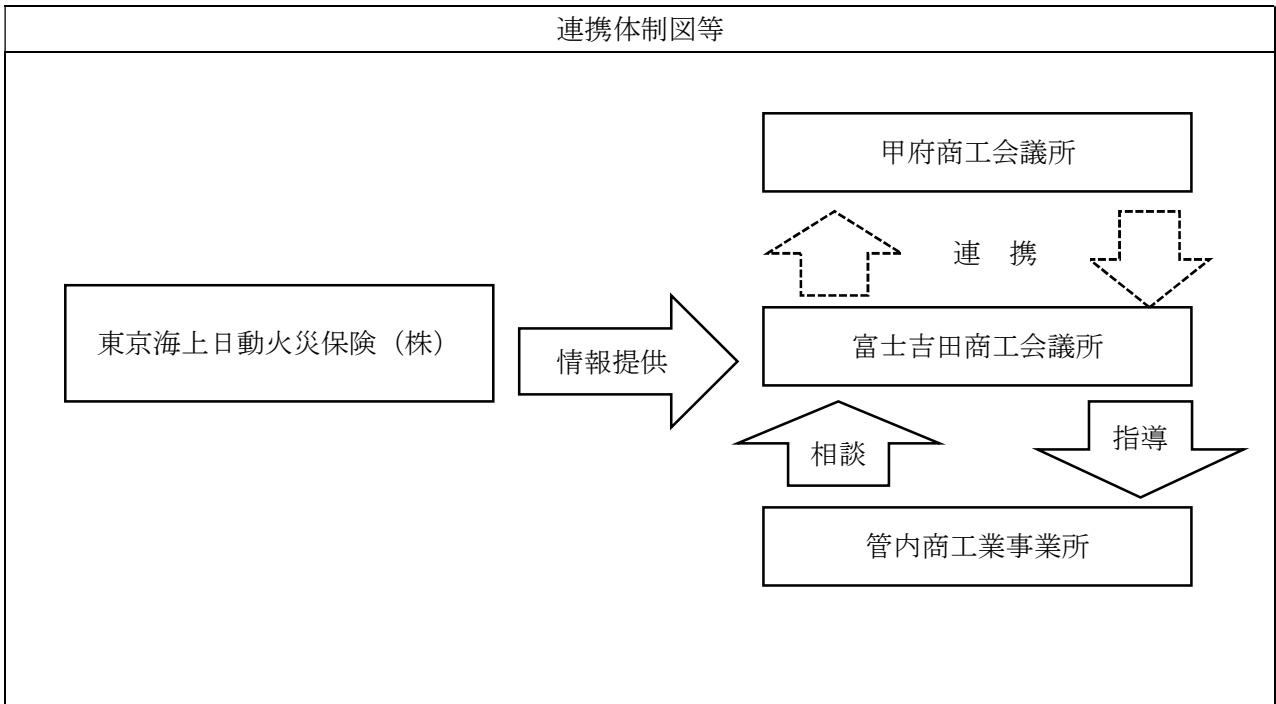 連携体制図等
甲府商工会議所
連　携
東京海上日動火災保険（株）
情報提供
富士吉田商工会議所
相談
指導
管内商工業事業所